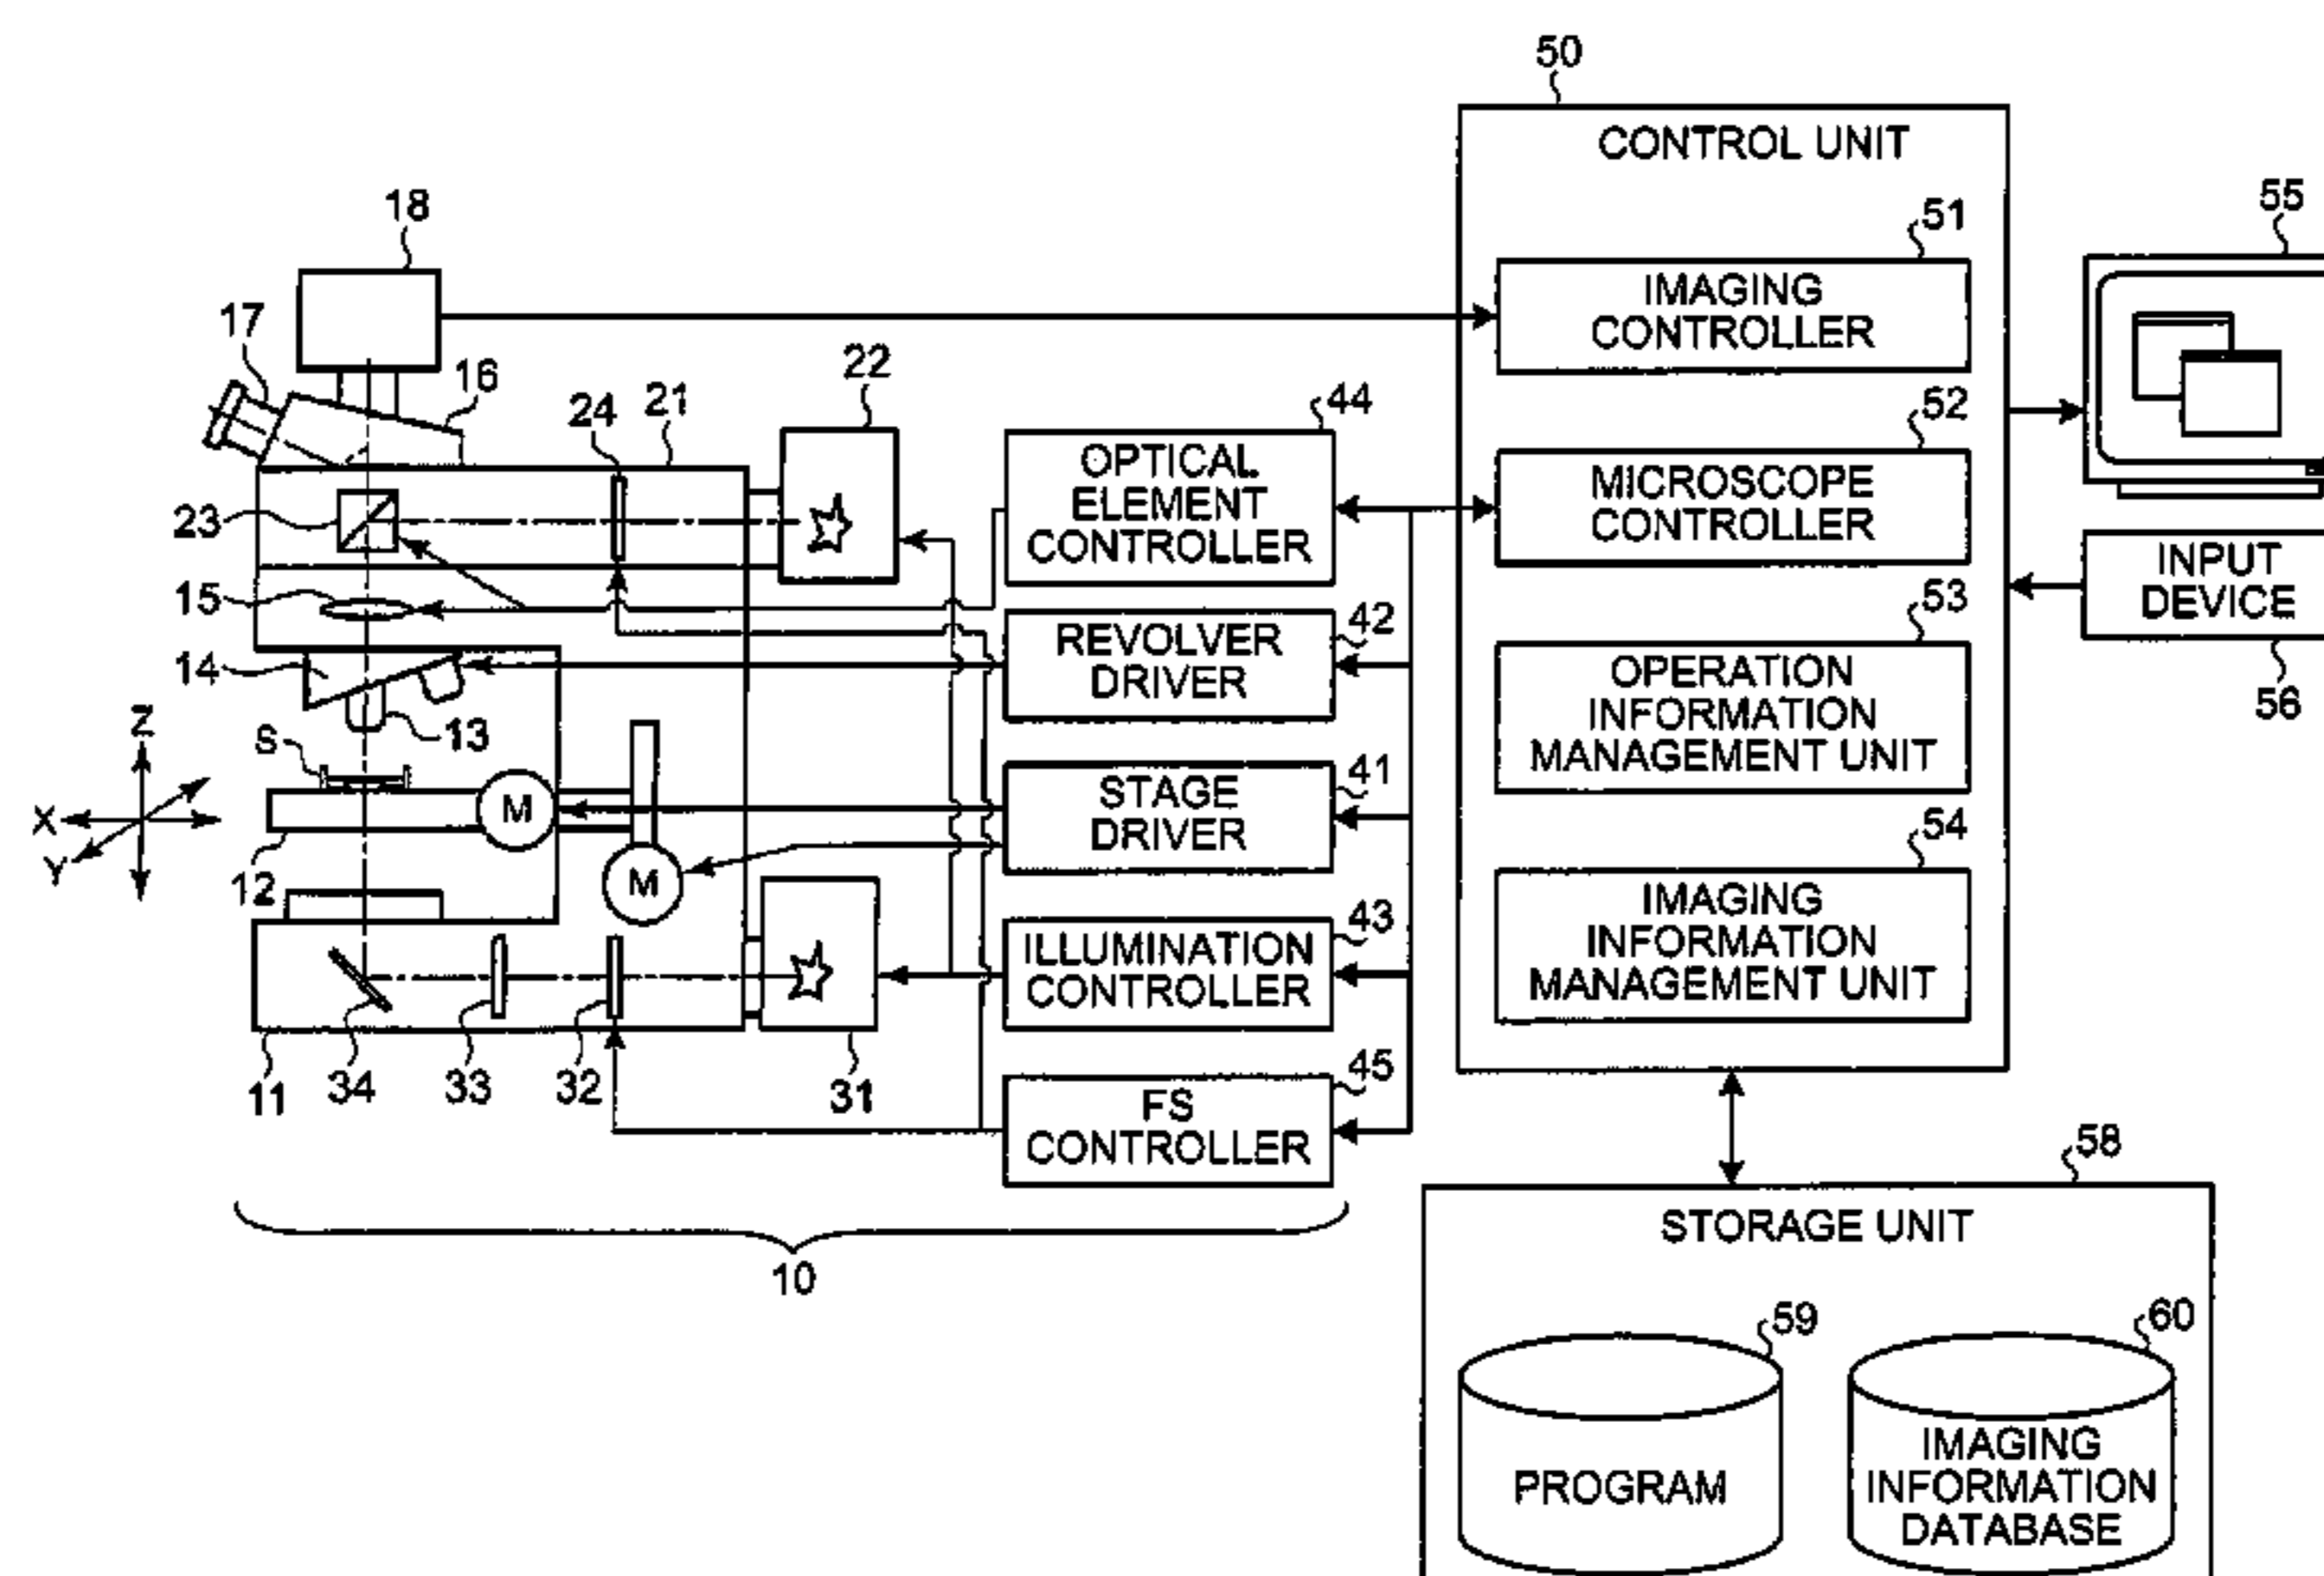 50
CONTROL UNIT
18
51
55
IMAGING
CONTROLLER
17
16
22
24
21
44
52
OPTICAL
ELEMENT
CONTROLLER
MICROSCOPE
CONTROLLER
23
INPUT
DEVICE
15
42
53
REVOLVER
DRIVER
OPERATION
INFORMATION
MANAGEMENT UNIT
56
14
13
Z
S
X
Y
M
M
12
41
STAGE
DRIVER
54
IMAGING
INFORMATION
MANAGEMENT UNIT
43
ILLUMINATION
CONTROLLER
11
34
33
32
31
45
FS
CONTROLLER
58
STORAGE UNIT
10
59
60
PROGRAM
IMAGING
INFORMATION
DATABASE